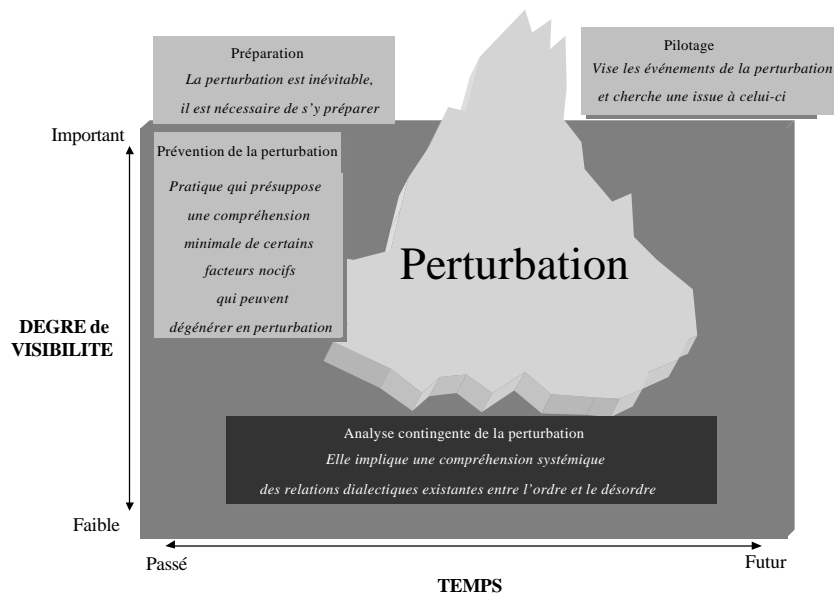 Préparation
La perturbation est inévitable,
il est nécessaire de s’y préparer
Pilotage
Vise les événements de la perturbation
et cherche une issue à celui-ci
Important
Prévention de la perturbation
Pratique qui présuppose
une compréhension
minimale de certains
facteurs nocifs
qui peuvent
dégénérer en perturbation
Perturbation
DEGRE de
VISIBILITE
Analyse contingente de la perturbation
Elle implique une compréhension systémique
des relations dialectiques existantes entre l’ordre et le désordre
Faible
Passé
Futur
TEMPS